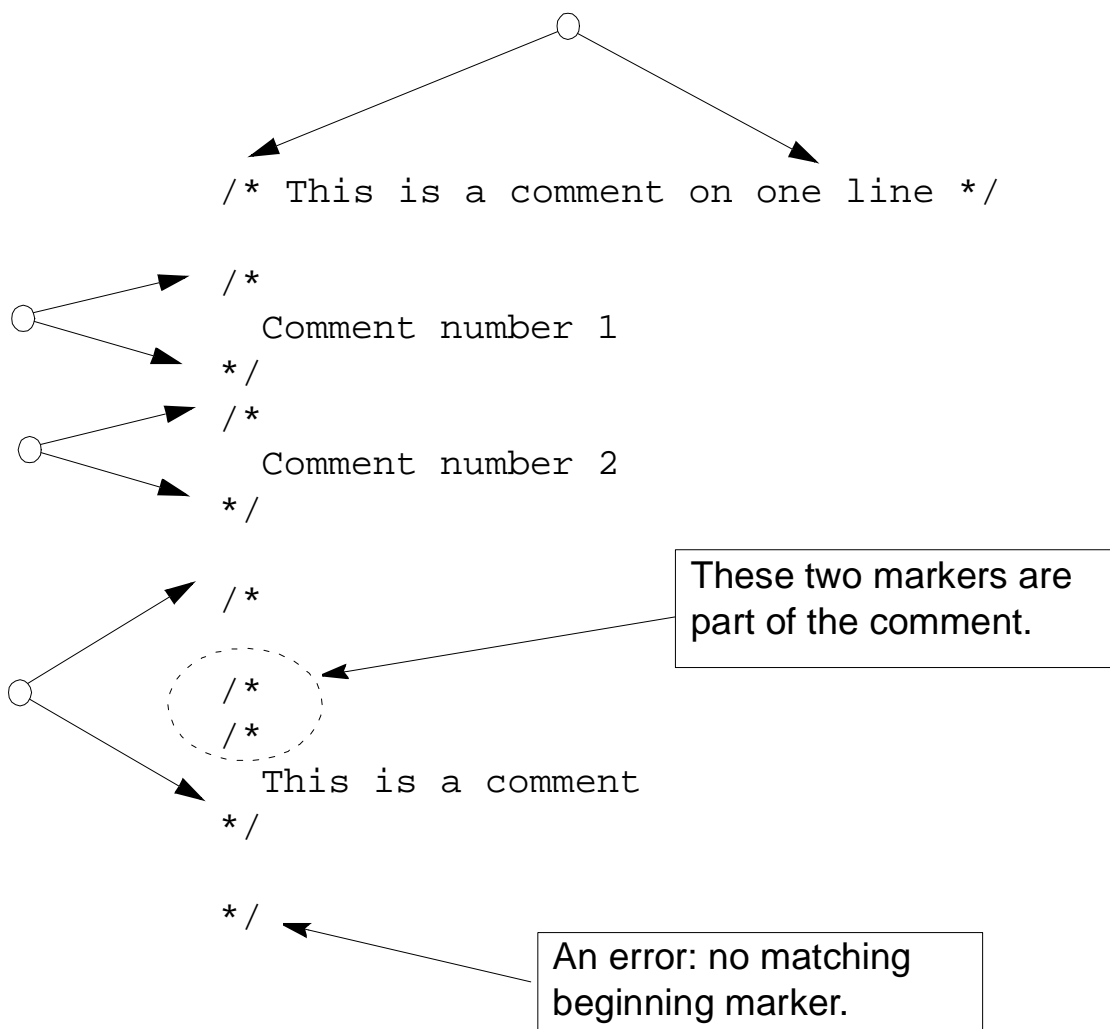 /* This is a comment on one line */
/*
Comment number 1
*/
/*
Comment number 2
*/
/*
These two markers are
part of the comment.
/*
/*
This is a comment
*/
*/
An error: no matching
beginning marker.